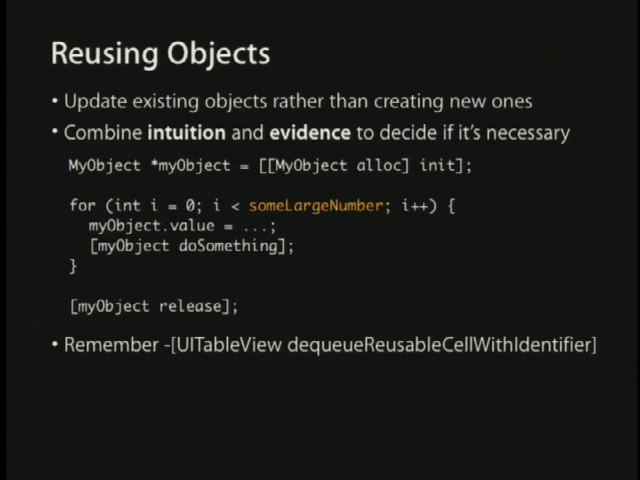 Reusing Objects
• Update existing objects rather than creating new ones
• Combine intuition and evidence to decide if it's necessary
MyObject *myObject = [[MyObject alloc] init];
for (int i = 0; i < someLargeNumber; i++) {
myObject.value = ...;
[myObject doSomething];
}
[myObject release];
• Remember -[UITableView dequeueReusableCellWithIdentifier]